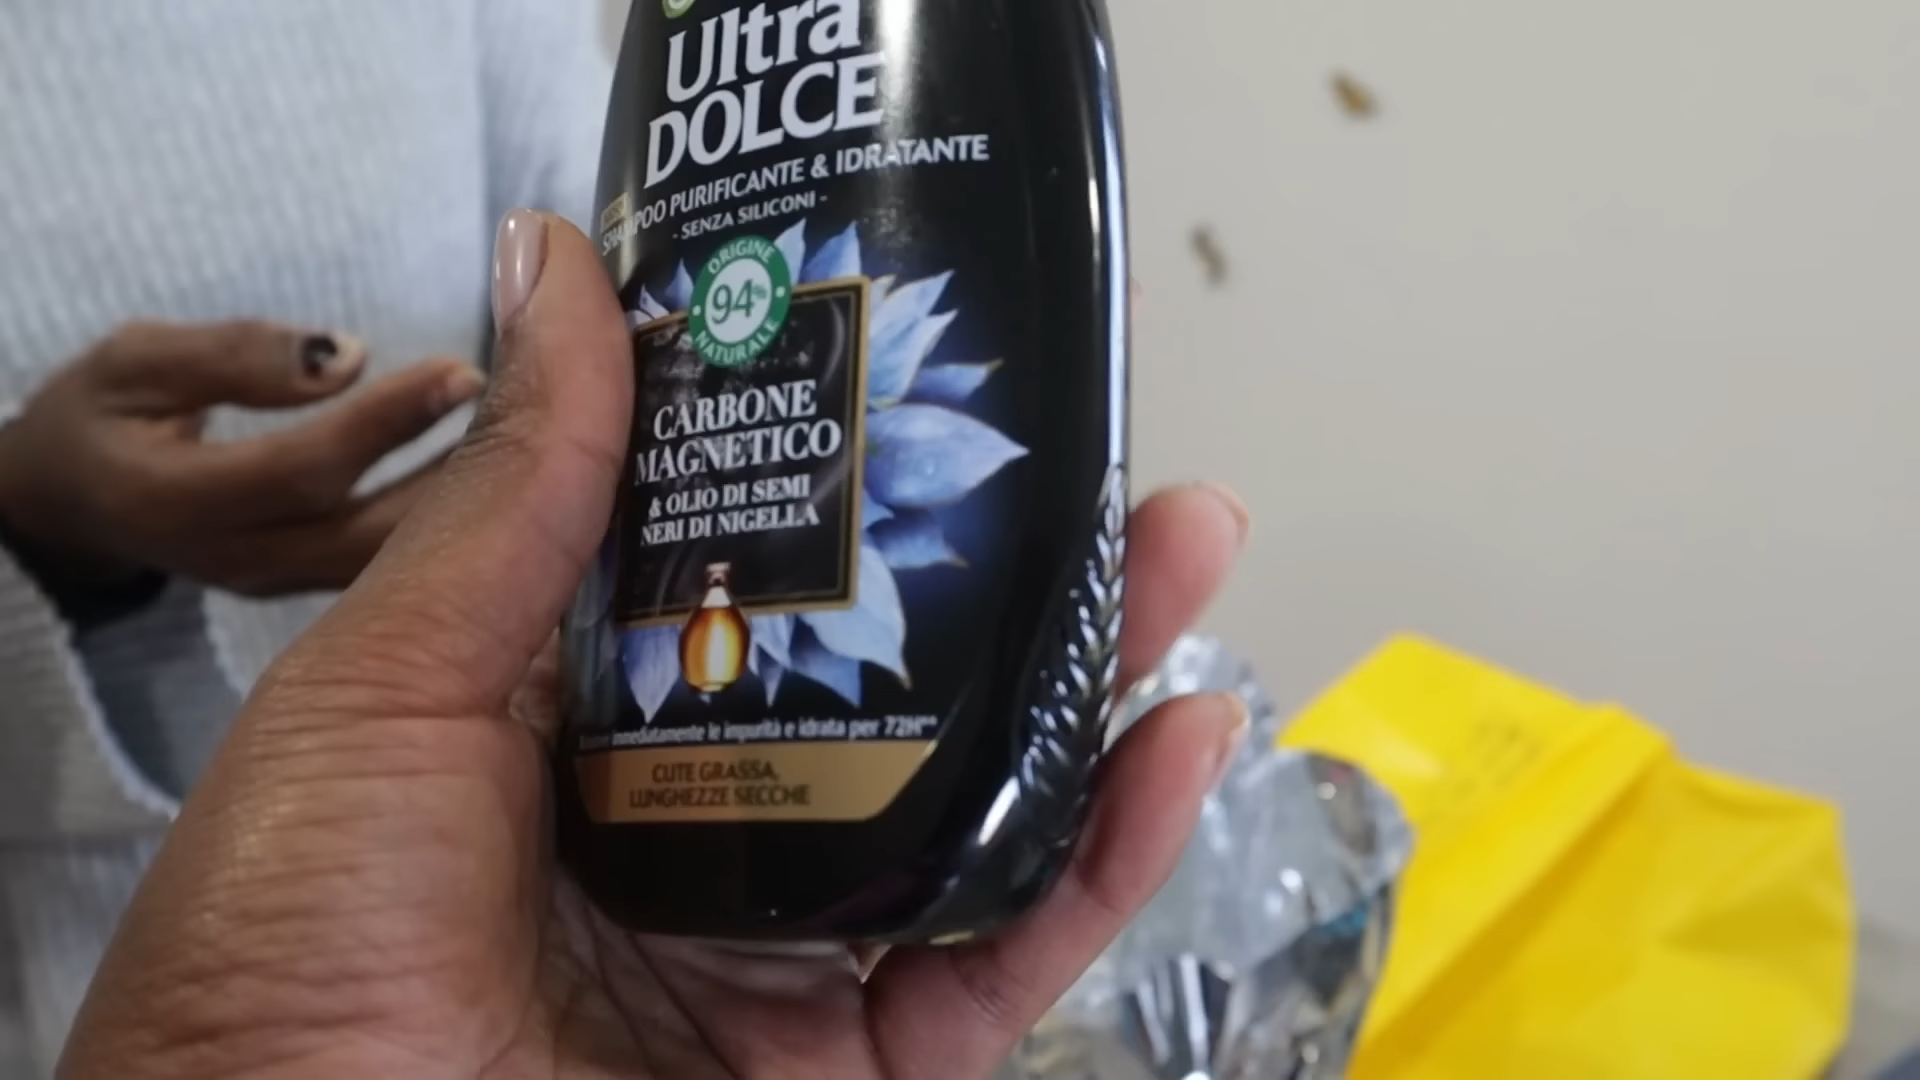 Ultra
DOLCE
SHAMPOO PURIFICANTE & IDRATANTE
- SENZA SILICONI -
ORIGINE
94%
NATURALE
CARBONE
MAGNETICO
& OLIO DI SEMI
NERI DI NIGELLA
immediatamente le impurità e idrata per 72H**
CUTE GRASSA,
LUNGHEZZE SECCHE